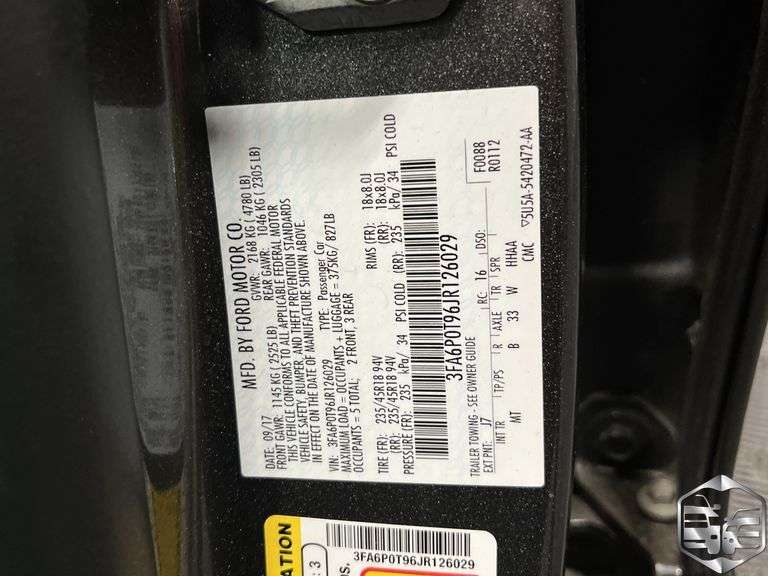 MFD. BY FORD MOTOR CO.
DATE: 09/17 GVWR: 2168 KG ( 4780 LB)
FRONT GAWR: 1145 KG ( 2525 LB) REAR GAWR: 1046 KG ( 2305 LB)
THIS VEHICLE CONFORMS TO ALL APPLICABLE FEDERAL MOTOR
VEHICLE SAFETY, BUMPER, AND THEFT PREVENTION STANDARDS
IN EFFECT ON THE DATE OF MANUFACTURE SHOWN ABOVE.
VIN: 3FA6P0T96JR126029 TYPE: Passenger Car
MAXIMUM LOAD = OCCUPANTS + LUGGAGE = 375KG/ 827LB
OCCUPANTS = 5 TOTAL; 2 FRONT, 3 REAR
TIRE (FR): 235/45R18 94V RIMS (FR): 18x8.0J
(RR): 235/45R18 94V (RR): 18x8.0J
PRESSURE (FR): 235 kPa/ 34 PSI COLD (RR): 235 kPa/ 34 PSI COLD
3FA6P0T96JR126029
TRAILER TOWING - SEE OWNER GUIDE F0088
EXT PNT: J7 RC: 16 DSO: R0112
INT TR TP/PS R AXLE TR SPR
MT B 33 W HHAA
CMC ▽5U5A-5420472-AA
ATION
: 3
os.
3FA6P0T96JR126029